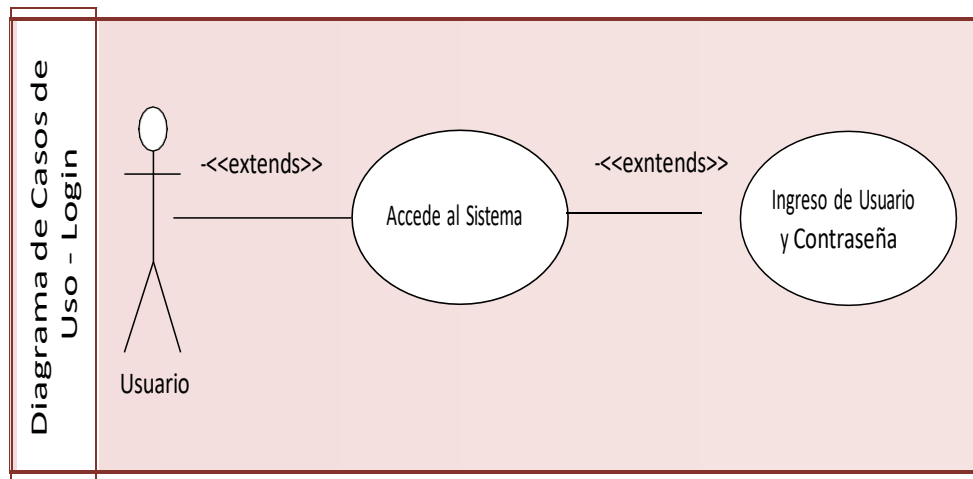 Diagrama de Casos de
Uso - Login
-<<extends>>
-<<exntends>>
Accede al Sistema
Ingreso de Usuario
y Contraseña
Usuario